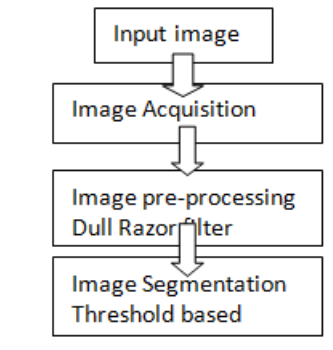 Input image
Image Acquisition
Image pre-processing
Dull Razor filter
Image Segmentation
Threshold based